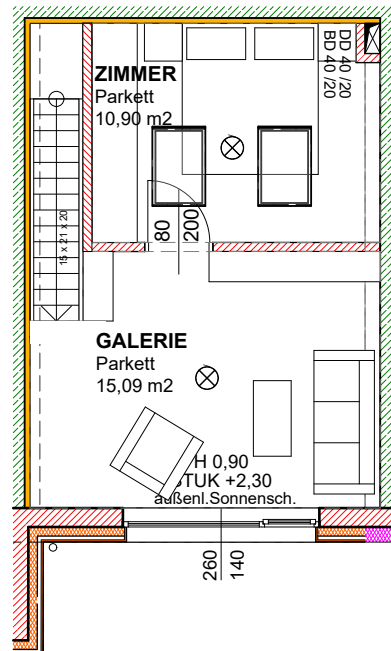 ZIMMER
Parkett
10,90 m2
DD 40 /20
BD 40 /20
15 x 21 x 20
80
200
GALERIE
Parkett
15,09 m2
H 0,90
STUK +2,30
außenl.Sonnensch.
260
140